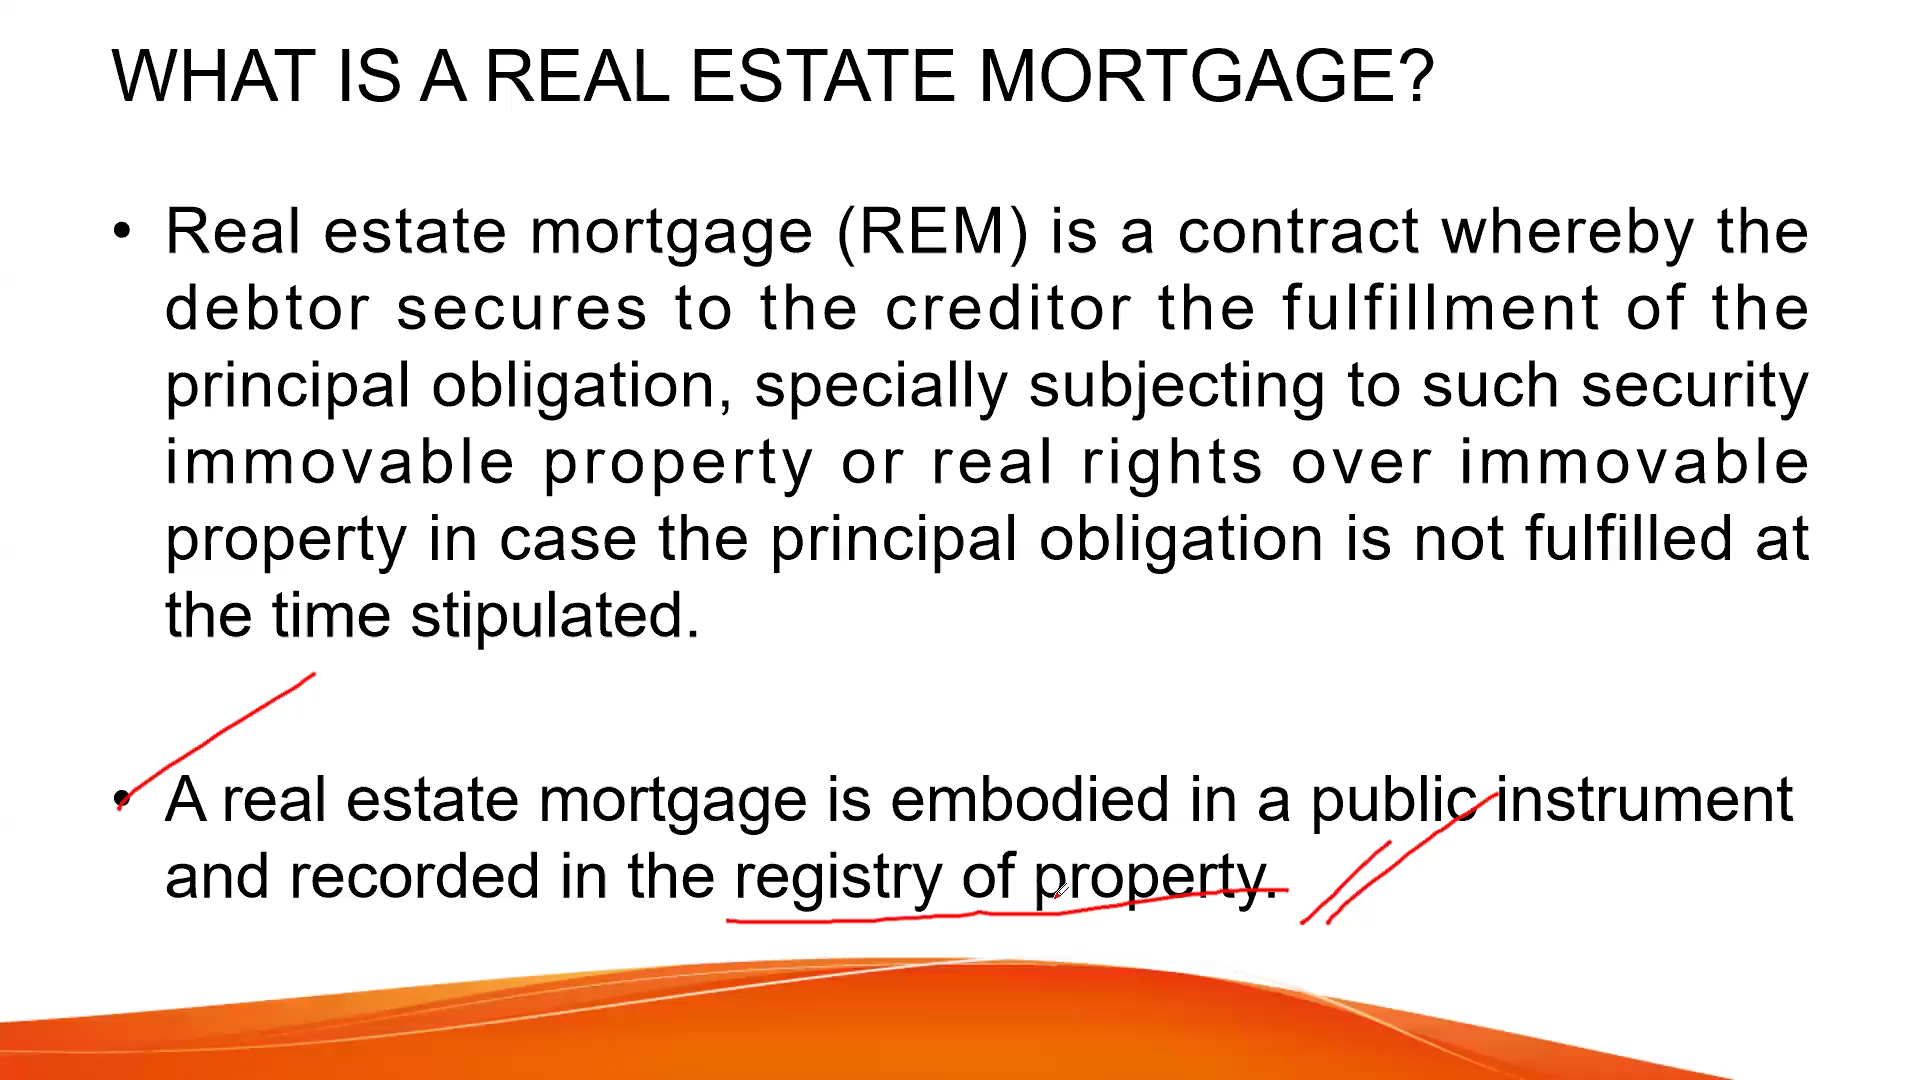 WHAT IS A REAL ESTATE MORTGAGE?
• Real estate mortgage (REM) is a contract whereby the
debtor secures to the creditor the fulfillment of the
principal obligation, specially subjecting to such security
immovable property or real rights over immovable
property in case the principal obligation is not fulfilled at
the time stipulated.
• A real estate mortgage is embodied in a public instrument
and recorded in the registry of property.